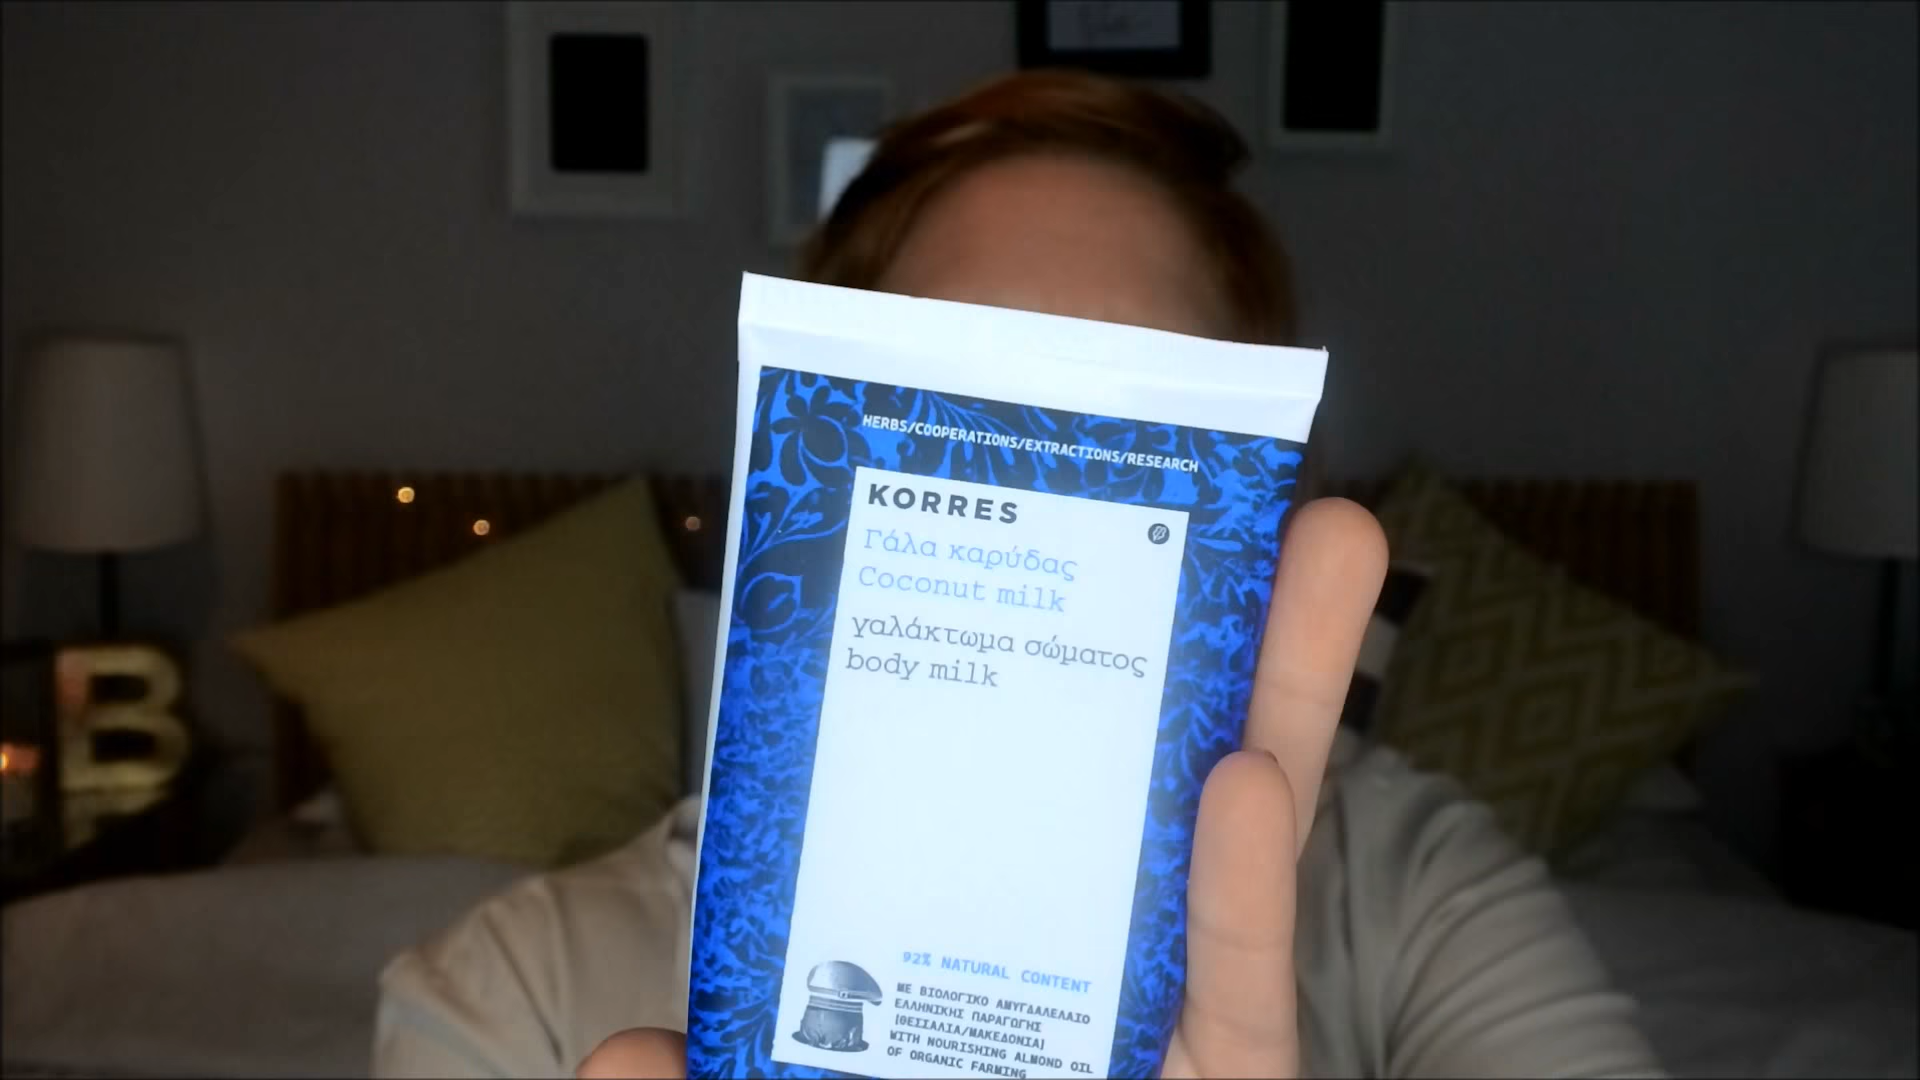 HERBS/COOPERATIONS/EXTRACTIONS/RESEARCH
KORRES
Γάλα καρύδας
Coconut milk
γαλάκτωμα σώματος
body milk
92% NATURAL CONTENT
ΜΕ ΒΙΟΛΟΓΙΚΟ ΑΜΥΓΔΑΛΕΛΑΙΟ
ΕΛΛΗΝΙΚΗΣ ΠΑΡΑΓΩΓΗΣ
|ΘΕΣΣΑΛΙΑ/ΜΑΚΕΔΟΝΙΑ|
WITH NOURISHING ALMOND OIL
OF ORGANIC FARMING
B